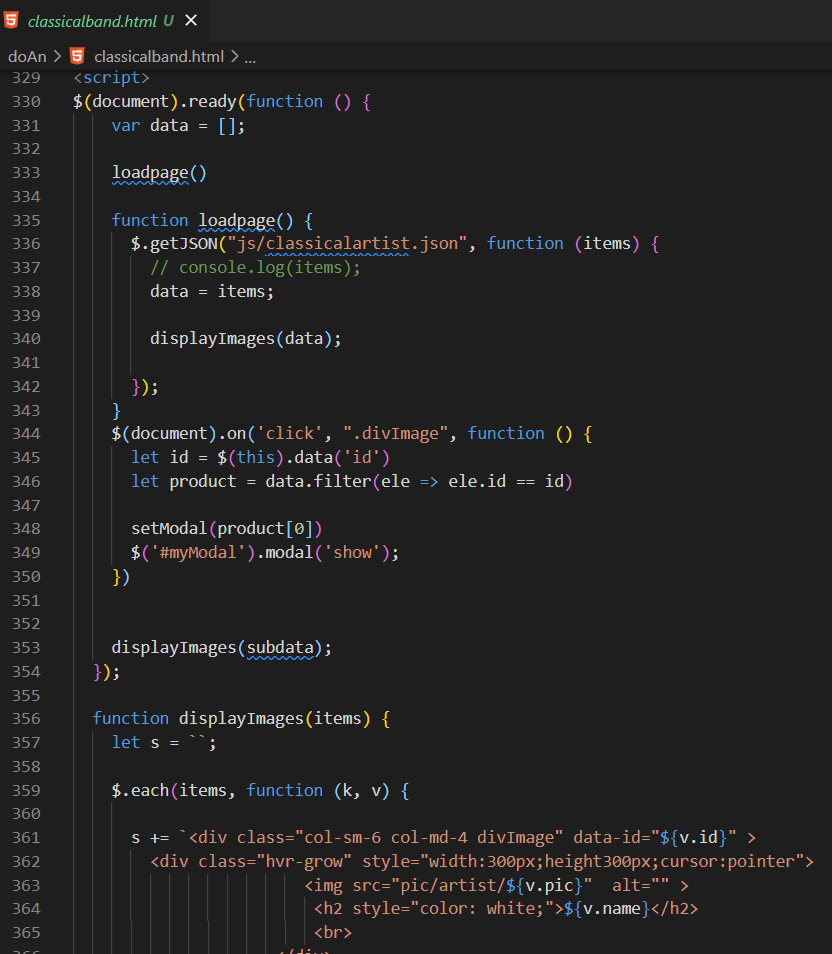 classicalband.html U ×
doAn > classicalband.html > ...
329 <script>
330 $(document).ready(function () {
331 var data = [];
332
333 loadpage()
334
335 function loadpage() {
336 $.getJSON("js/classicalartist.json", function (items) {
337 // console.log(items);
338 data = items;
339
340 displayImages(data);
341
342 });
343 }
344 $(document).on('click', ".divImage", function () {
345 let id = $(this).data('id')
346 let product = data.filter(ele => ele.id == id)
347
348 setModal(product[0])
349 $('#myModal').modal('show');
350 })
351
352
353 displayImages(subdata);
354 });
355
356 function displayImages(items) {
357 let s = ``;
358
359 $.each(items, function (k, v) {
360
361 s += `<div class="col-sm-6 col-md-4 divImage" data-id="${v.id}" >
362 <div class="hvr-grow" style="width:300px;height300px;cursor:pointer">
363 <img src="pic/artist/${v.pic}"  alt="" >
364 <h2 style="color: white;">${v.name}</h2>
365 <br>
366 </div>